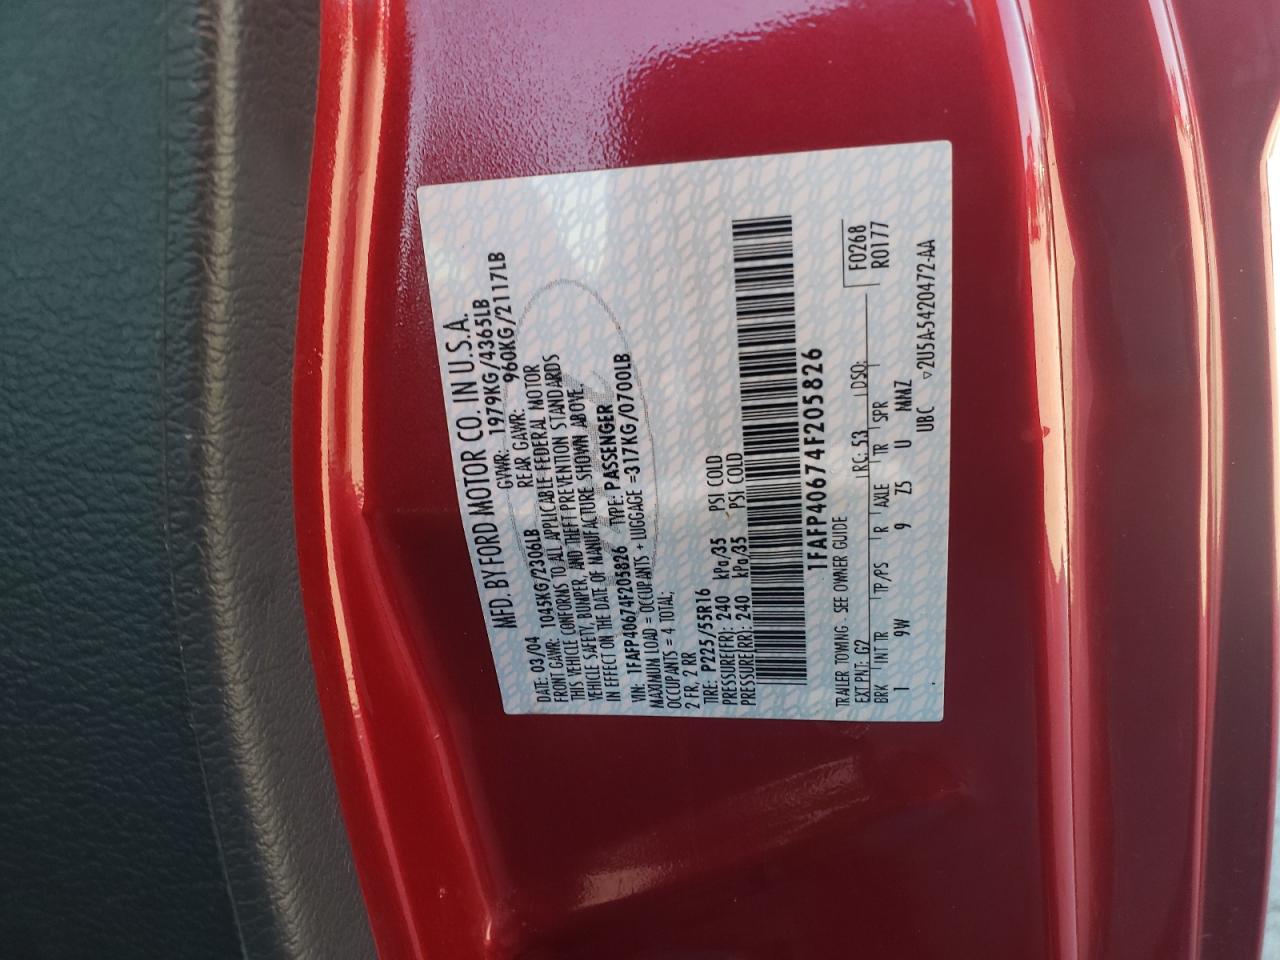 MFD. BY FORD MOTOR CO. IN U.S.A.
DATE: 03/04 GVWR: 1979KG/4365LB
FRONT GAWR: 1045KG/2306LB REAR GAWR: 960KG/2117LB
THIS VEHICLE CONFORMS TO ALL APPLICABLE FEDERAL MOTOR
VEHICLE SAFETY, BUMPER, AND THEFT PREVENTION STANDARDS
IN EFFECT ON THE DATE OF MANUFACTURE SHOWN ABOVE.
VIN: 1FAFP40674F205826 TYPE: PASSENGER
MAXIMUM LOAD = OCCUPANTS + LUGGAGE = 317KG/0700LB
OCCUPANTS = 4 TOTAL;
2 FR, 2 RR
TIRE: P225/55R16
PRESSURE(FR): 240 kPa/35 PSI COLD
PRESSURE(RR): 240 kPa/35 PSI COLD
1FAFP40674F205826
TRAILER TOWING - SEE OWNER GUIDE F0268
EXT PNT: G2 RC: 53 DSO: R0177
BRK INT TR TP/PS R AXLE TR SPR
1 9W 9 Z5 U MMZ
UBC ▽2U5A-5420472-AA